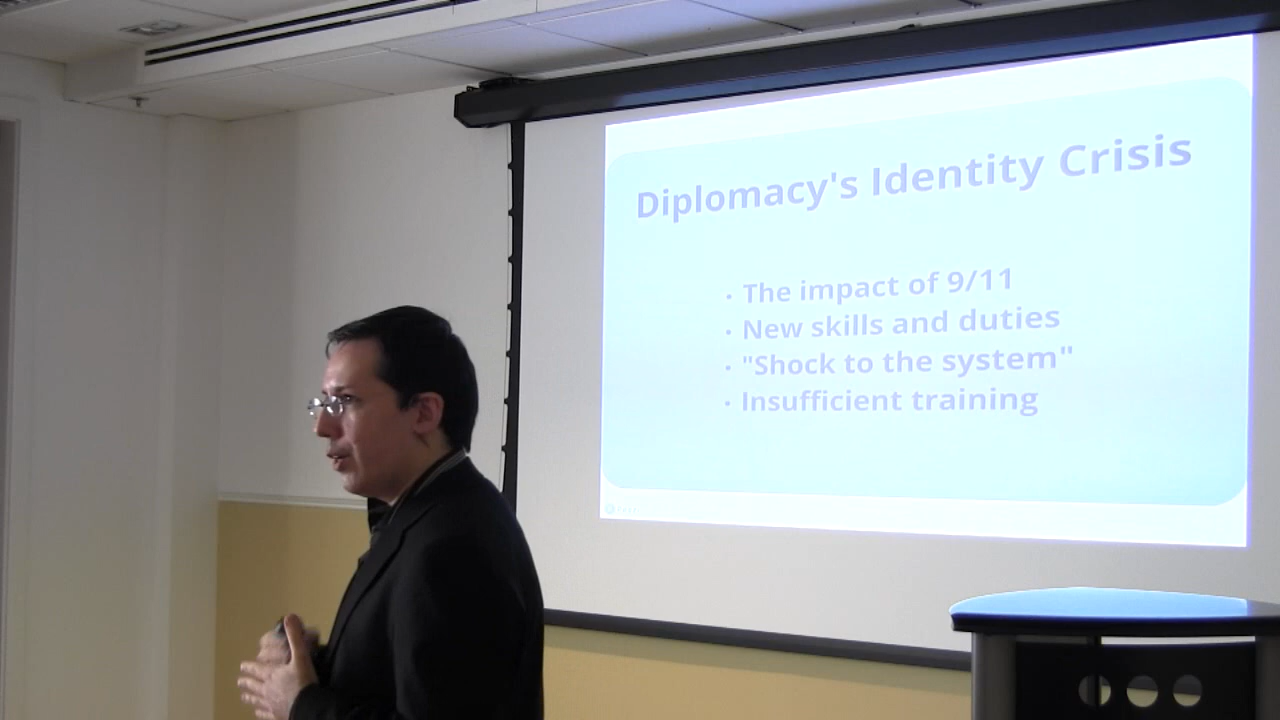 Diplomacy's Identity Crisis
· The impact of 9/11
· New skills and duties
· "Shock to the system"
· Insufficient training